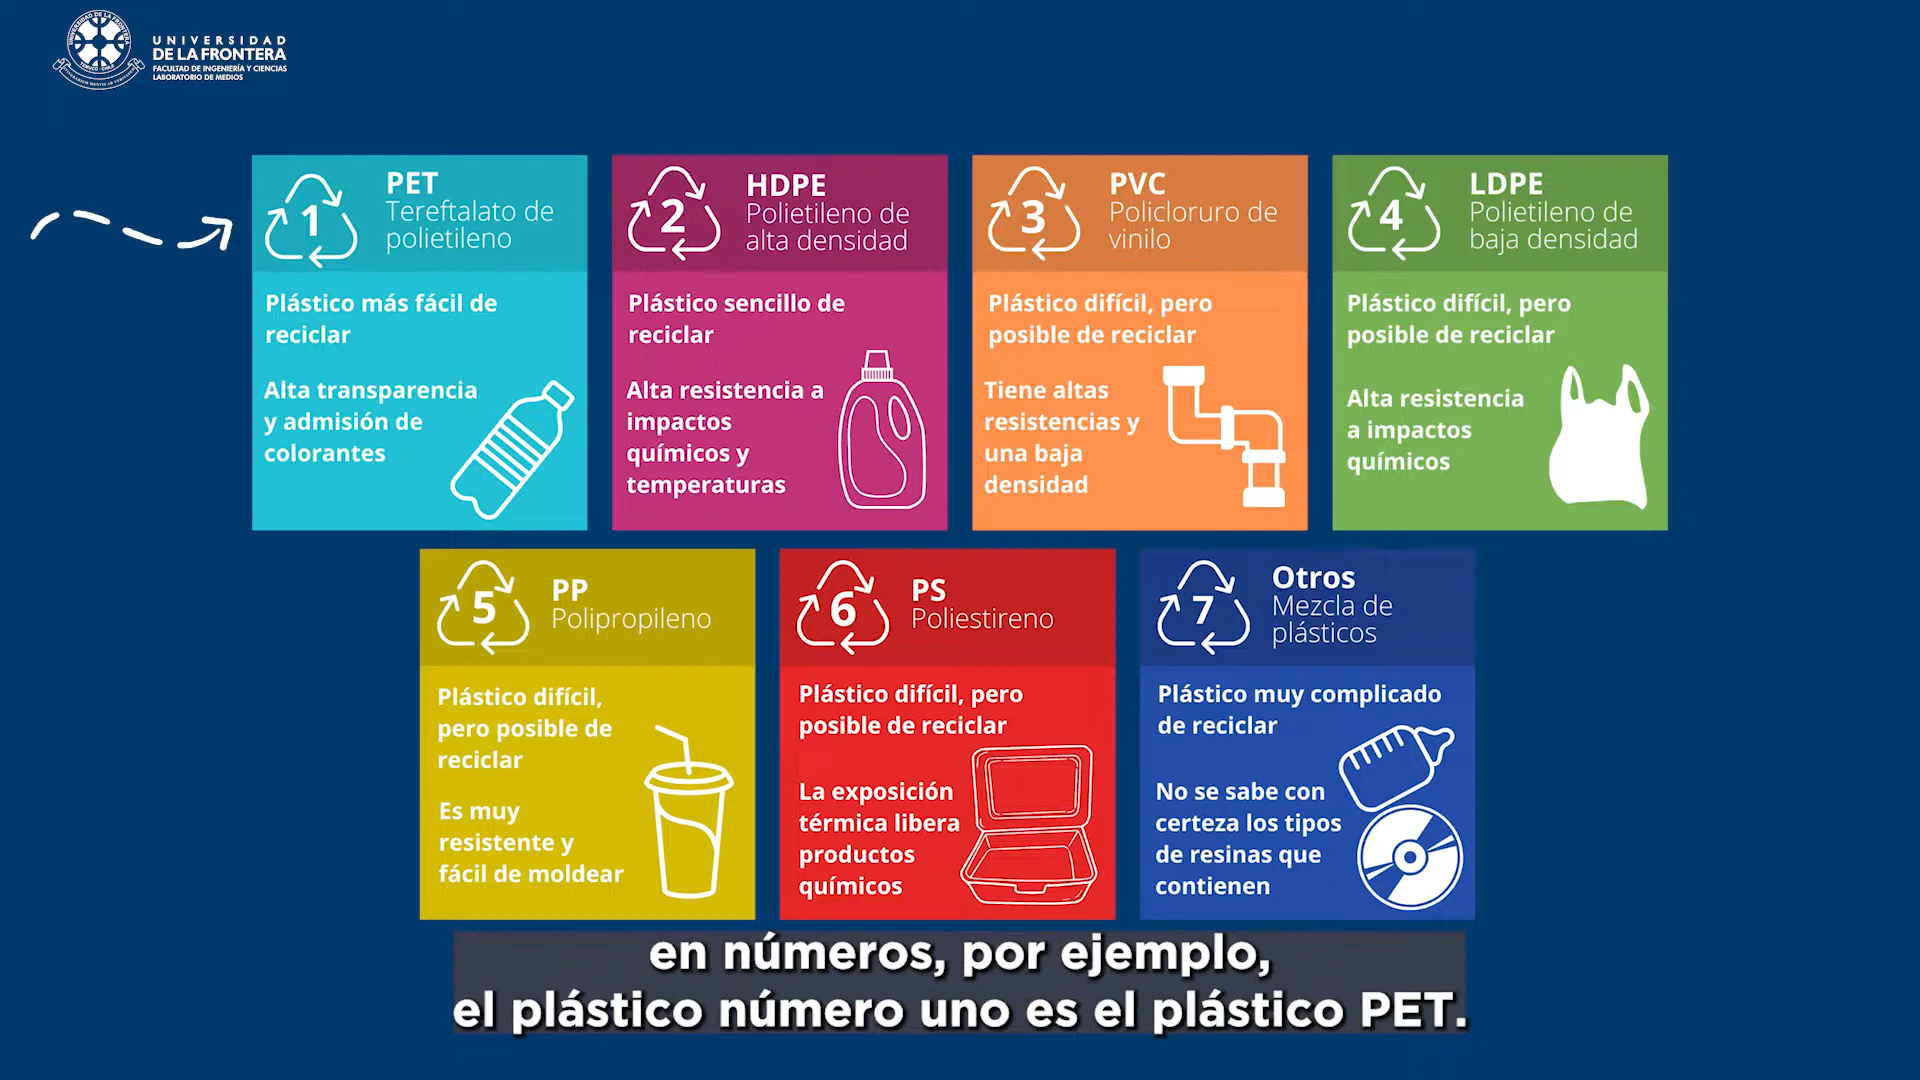 UNIVERSIDAD
DE LA FRONTERA
FACULTAD DE INGENIERÍA Y CIENCIAS
LABORATORIO DE MEDIOS
1
PET
Tereftalato de
polietileno
Plástico más fácil de
reciclar
Alta transparencia
y admisión de
colorantes
2
HDPE
Polietileno de
alta densidad
Plástico sencillo de
reciclar
Alta resistencia a
impactos
químicos y
temperaturas
3
PVC
Policloruro de
vinilo
Plástico difícil, pero
posible de reciclar
Tiene altas
resistencias y
una baja
densidad
4
LDPE
Polietileno de
baja densidad
Plástico difícil, pero
posible de reciclar
Alta resistencia
a impactos
químicos
5
PP
Polipropileno
Plástico difícil,
pero posible de
reciclar
Es muy
resistente y
fácil de moldear
6
PS
Poliestireno
Plástico difícil, pero
posible de reciclar
La exposición
térmica libera
productos
químicos
7
Otros
Mezcla de
plásticos
Plástico muy complicado
de reciclar
No se sabe con
certeza los tipos
de resinas que
contienen
en números, por ejemplo,
el plástico número uno es el plástico PET.